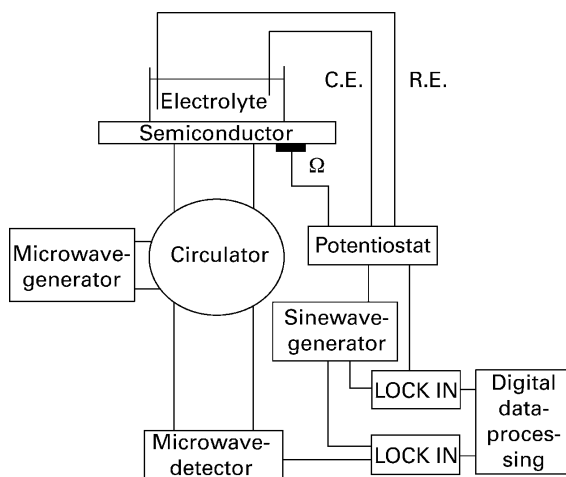 C.E.
R.E.
Electrolyte
Semiconductor
Ω
Microwave-
generator
Circulator
Potentiostat
Sinewave-
generator
LOCK IN
Digital
data-
proces-
sing
Microwave-
detector
LOCK IN